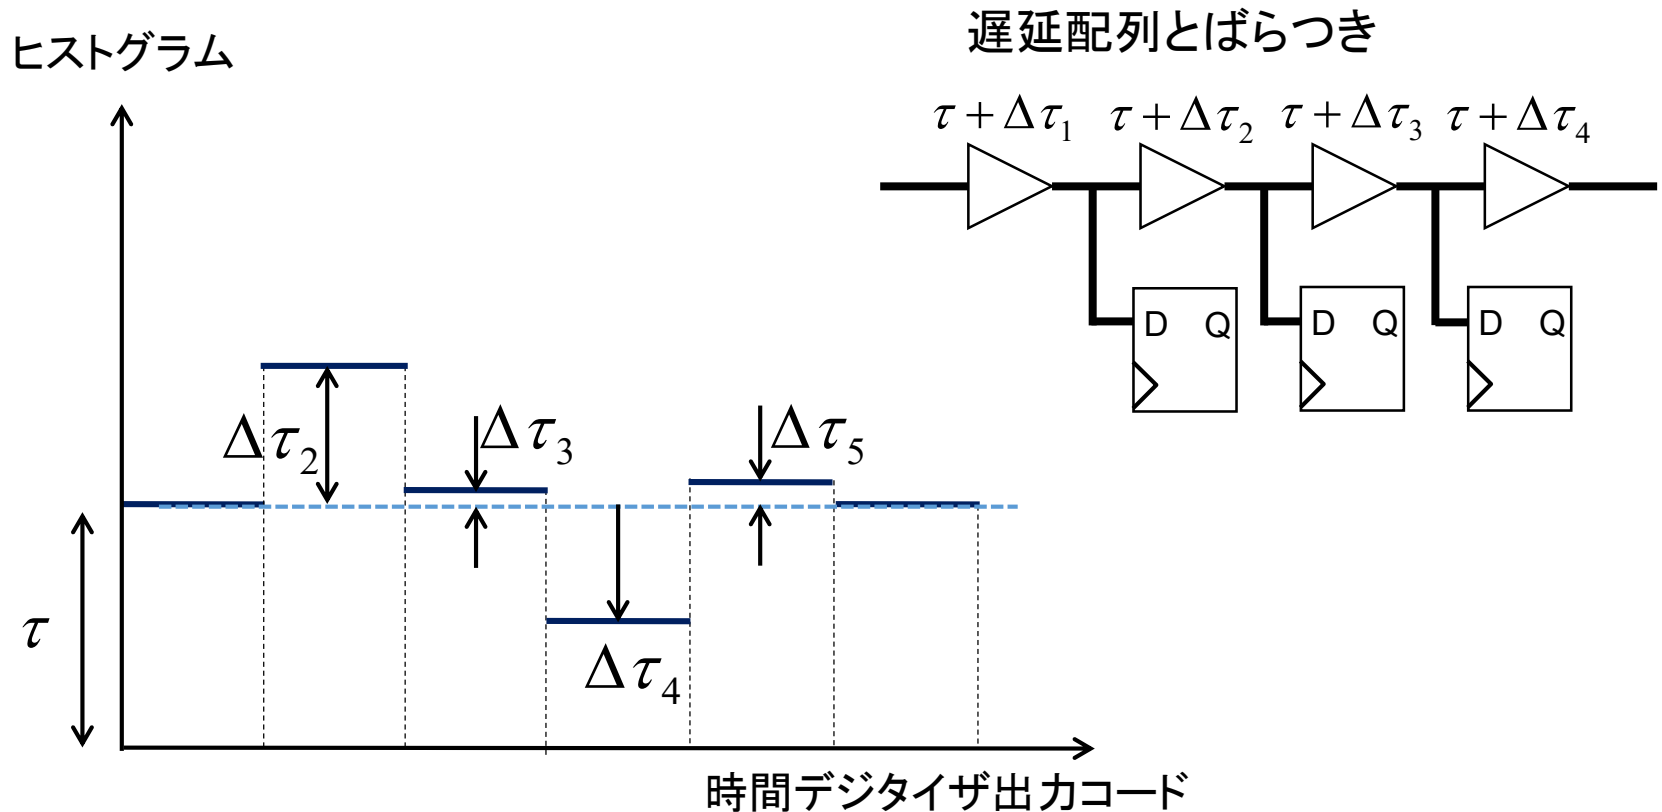 遅延配列とばらつき
ヒストグラム
τ + Δτ₁ τ + Δτ₂ τ + Δτ₃ τ + Δτ₄
D Q D Q D Q
Δτ₂ Δτ₃ Δτ₅
τ
Δτ₄
時間デジタイザ出力コード